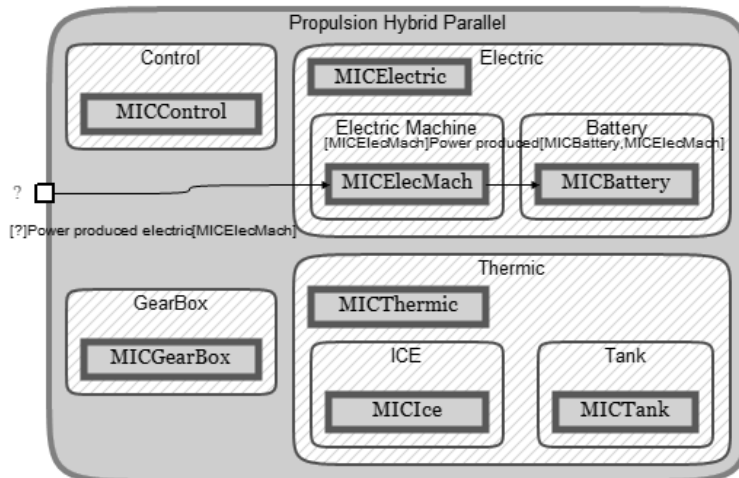 Propulsion Hybrid Parallel
Control
MICControl
Electric
MICElectric
Electric Machine
Battery
[MICElecMach]Power produced[MICBattery,MICElecMach]
MICElecMach
MICBattery
?
[?]Power produced electric[MICElecMach]
Thermic
MICThermic
GearBox
MICGearBox
ICE
MICIce
Tank
MICTank